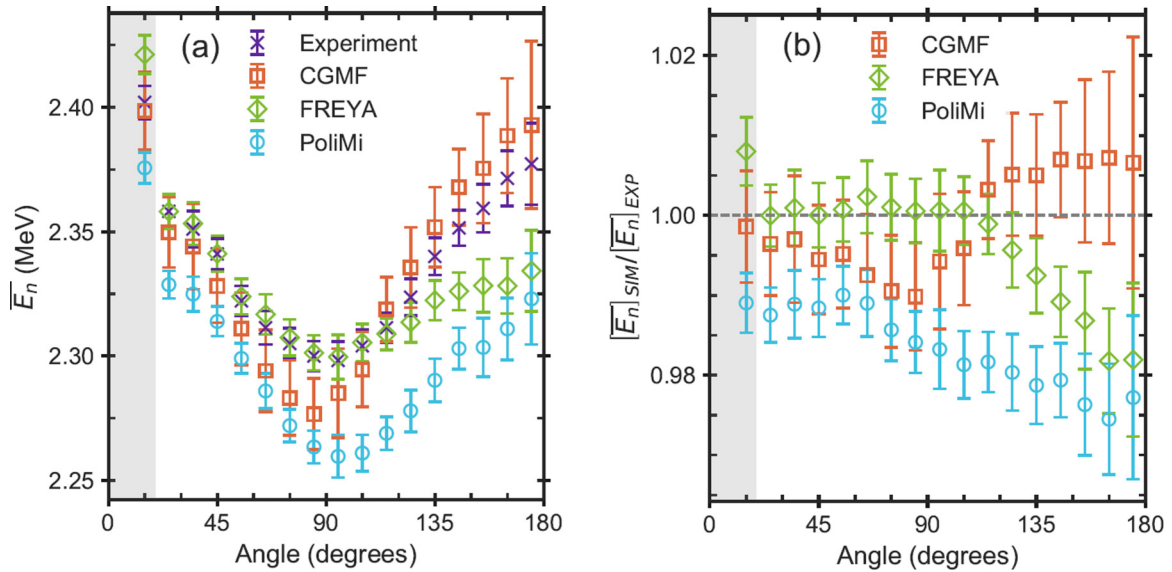 (a)
Experiment
CGMF
FREYA
PoliMi
2.40
2.35
2.30
2.25
E̅n̅ (MeV)
0 45 90 135 180
Angle (degrees)
(b)
CGMF
FREYA
PoliMi
1.02
1.00
0.98
[E̅n̅]SIM/[E̅n̅]EXP
0 45 90 135 180
Angle (degrees)